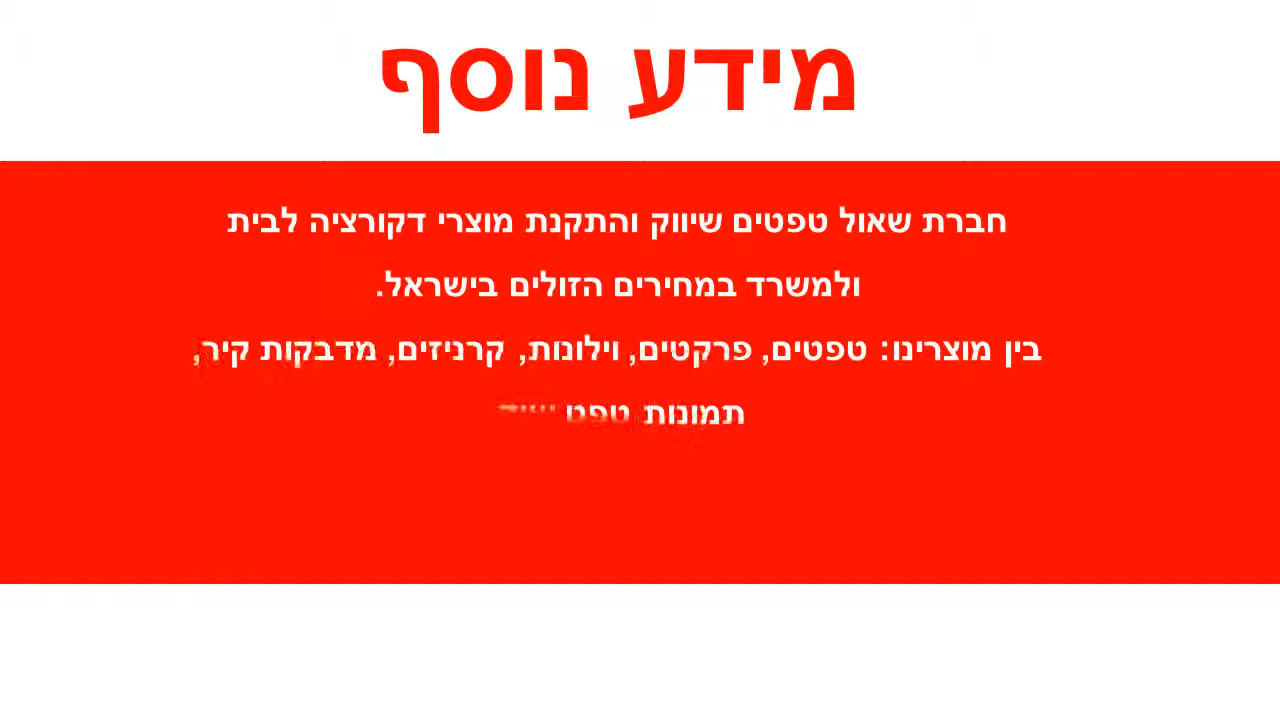 מידע נוסף
חברת שאול טפטים שיווק והתקנת מוצרי דקורציה לבית
ולמשרד במחירים הזולים בישראל.
בין מוצרינו: טפטים, פרקטים, וילונות, קרניזים, מדבקות קיר,
תמונות טפט